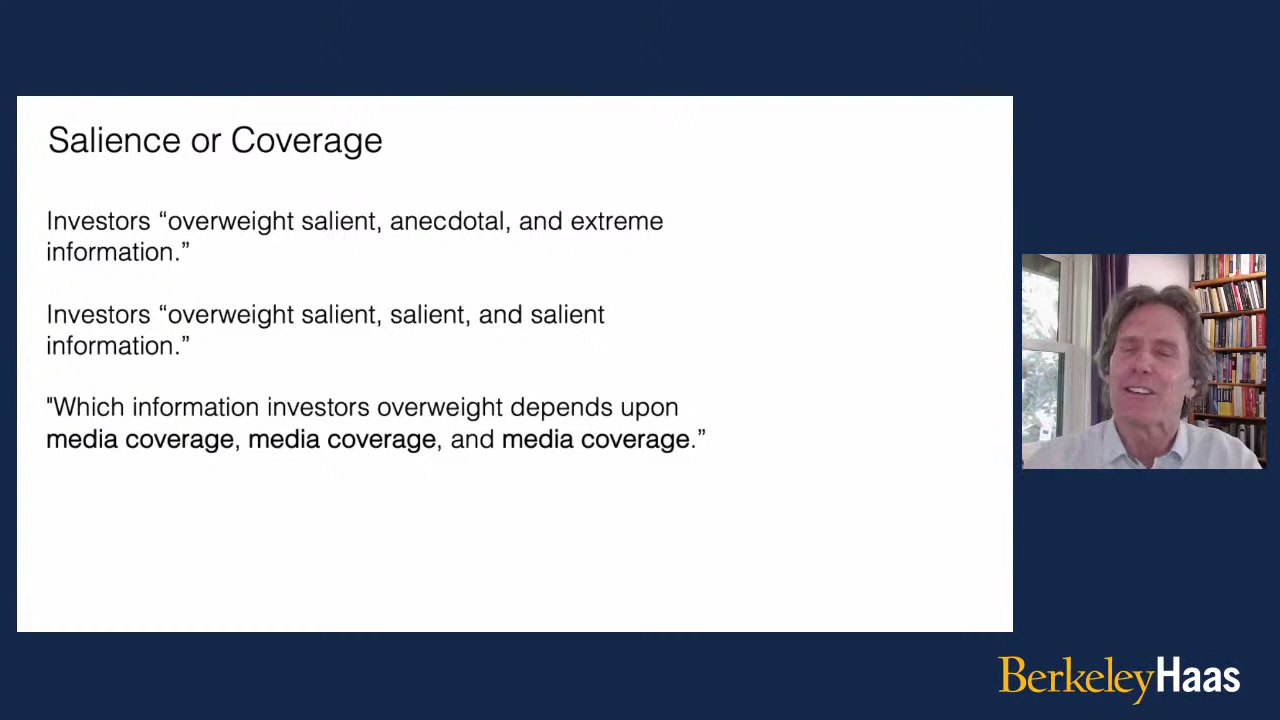 Salience or Coverage
Investors “overweight salient, anecdotal, and extreme
information.”
Investors “overweight salient, salient, and salient
information.”
"Which information investors overweight depends upon
media coverage, media coverage, and media coverage.”
BerkeleyHaas